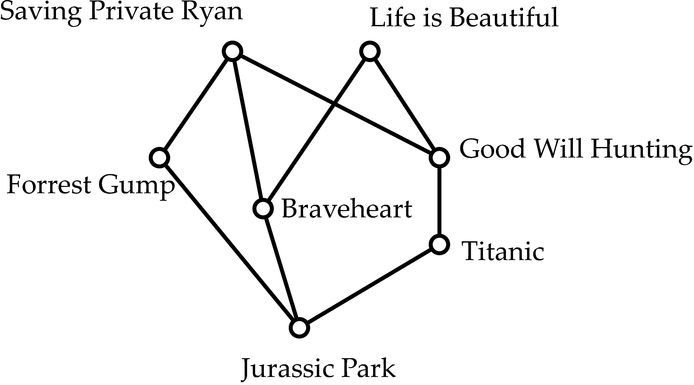 Saving Private Ryan
Life is Beautiful
Good Will Hunting
Forrest Gump
Braveheart
Titanic
Jurassic Park